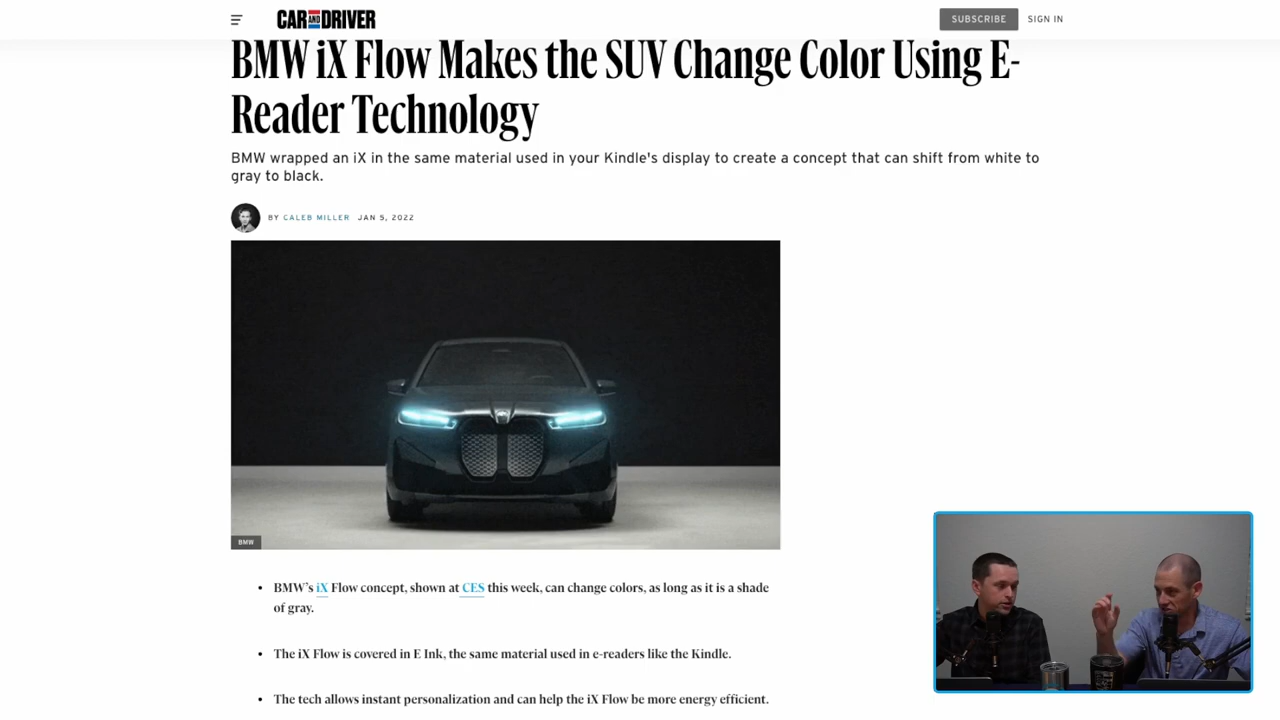 CAR AND DRIVER
SUBSCRIBE
SIGN IN
BMW iX Flow Makes the SUV Change Color Using E-
Reader Technology
BMW wrapped an iX in the same material used in your Kindle's display to create a concept that can shift from white to
gray to black.
BY CALEB MILLER JAN 5, 2022
BMW
• BMW's iX Flow concept, shown at CES this week, can change colors, as long as it is a shade
of gray.
• The iX Flow is covered in E Ink, the same material used in e-readers like the Kindle.
• The tech allows instant personalization and can help the iX Flow be more energy efficient.